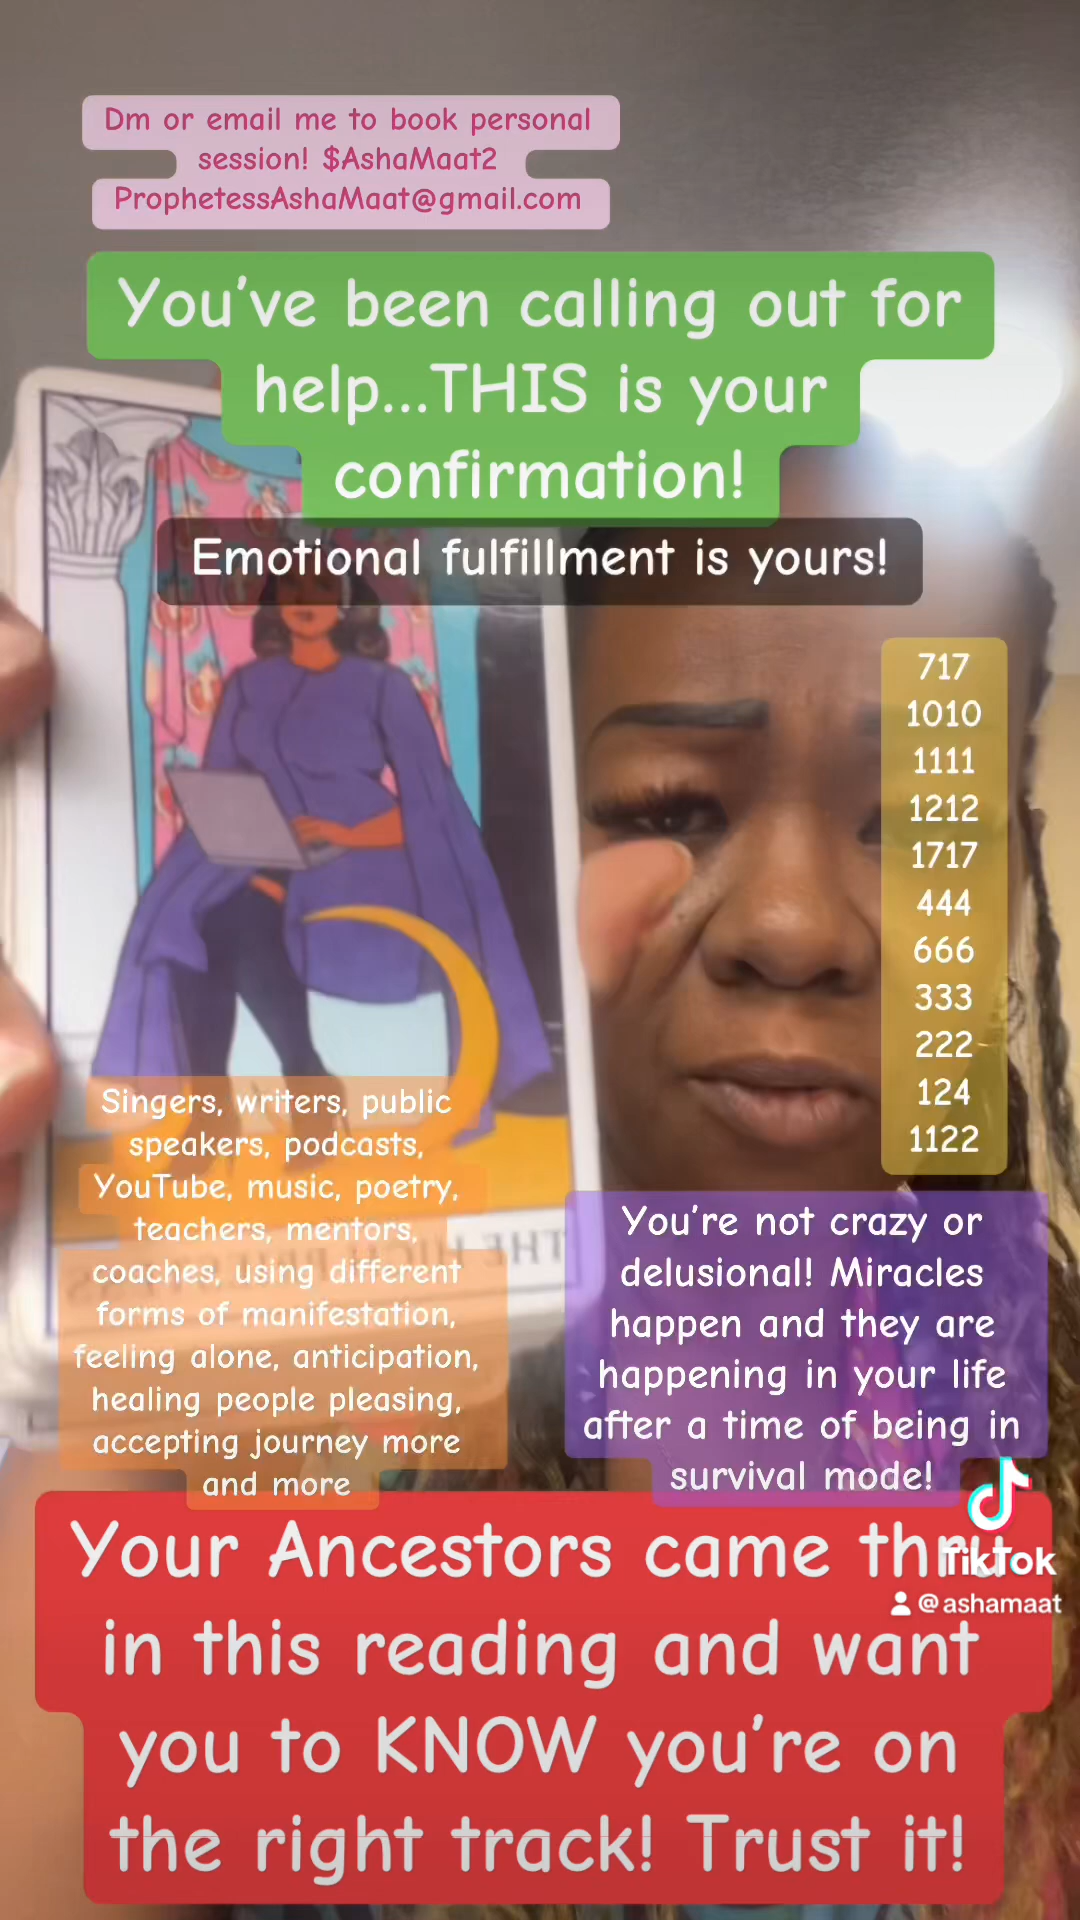 Dm or email me to book personal
session! $AshaMaat2
ProphetessAshaMaat@gmail.com
You've been calling out for
help...THIS is your
confirmation!
Emotional fulfillment is yours!
717
1010
1111
1212
1717
444
666
333
222
124
1122
Singers, writers, public
speakers, podcasts,
YouTube, music, poetry,
teachers, mentors,
coaches, using different
forms of manifestation,
feeling alone, anticipation,
healing people pleasing,
accepting journey more
and more
THE HIGH PRIESTESS
You're not crazy or
delusional! Miracles
happen and they are
happening in your life
after a time of being in
survival mode!
Your Ancestors came thru
in this reading and want
you to KNOW you're on
the right track! Trust it!
TikTok
@ashamaat